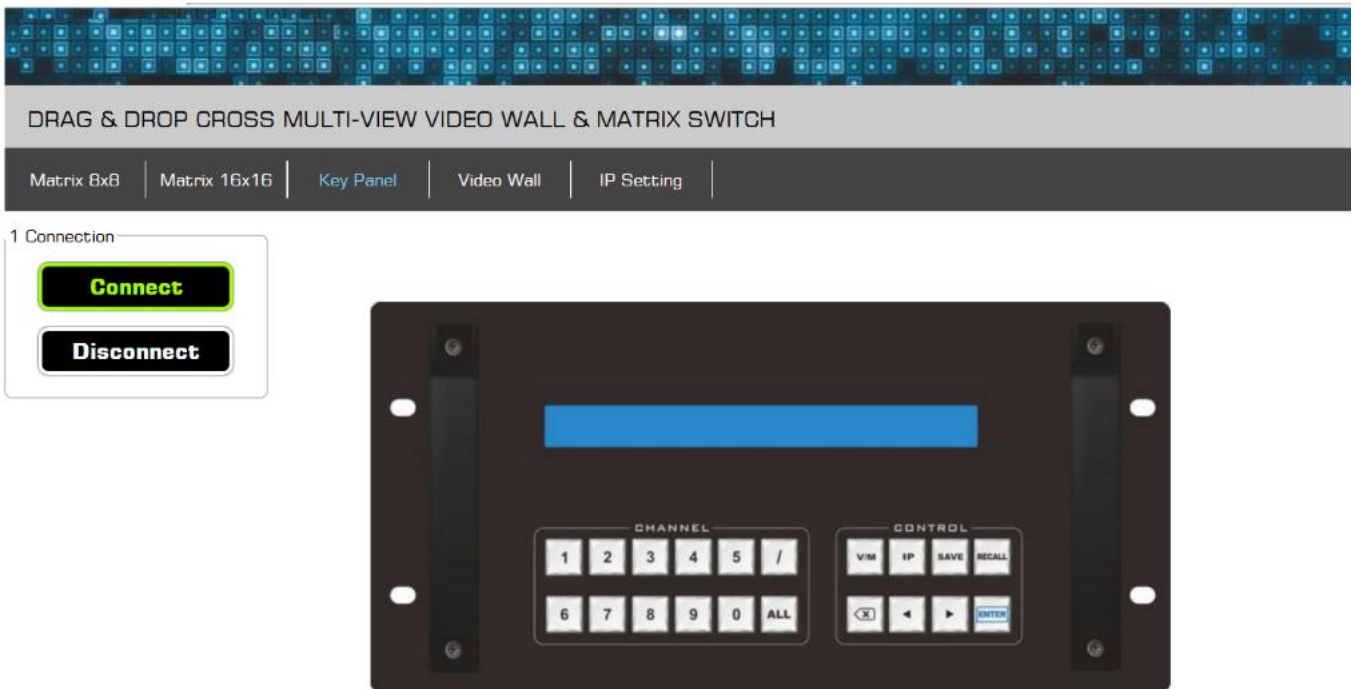 DRAG & DROP CROSS MULTI-VIEW VIDEO WALL & MATRIX SWITCH
Matrix 8x8 Matrix 16x16 Key Panel Video Wall IP Setting
1 Connection
Connect
Disconnect
CHANNEL
1 2 3 4 5 /
6 7 8 9 0 ALL
CONTROL
V/M IP SAVE RECALL
ENTER